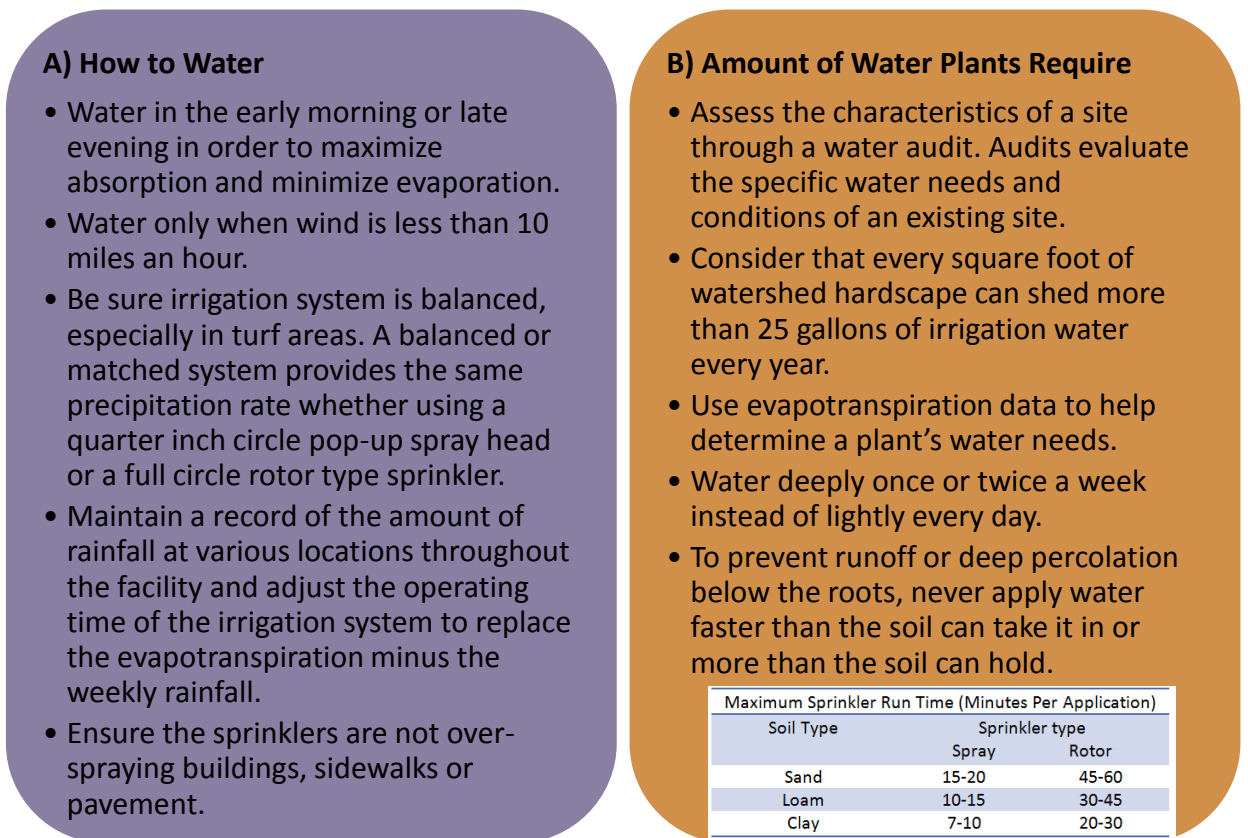 A) How to Water
• Water in the early morning or late
evening in order to maximize
absorption and minimize evaporation.
• Water only when wind is less than 10
miles an hour.
• Be sure irrigation system is balanced,
especially in turf areas. A balanced or
matched system provides the same
precipitation rate whether using a
quarter inch circle pop-up spray head
or a full circle rotor type sprinkler.
• Maintain a record of the amount of
rainfall at various locations throughout
the facility and adjust the operating
time of the irrigation system to replace
the evapotranspiration minus the
weekly rainfall.
• Ensure the sprinklers are not over-
spraying buildings, sidewalks or
pavement.
B) Amount of Water Plants Require
• Assess the characteristics of a site
through a water audit. Audits evaluate
the specific water needs and
conditions of an existing site.
• Consider that every square foot of
watershed hardscape can shed more
than 25 gallons of irrigation water
every year.
• Use evapotranspiration data to help
determine a plant's water needs.
• Water deeply once or twice a week
instead of lightly every day.
• To prevent runoff or deep percolation
below the roots, never apply water
faster than the soil can take it in or
more than the soil can hold.
Maximum Sprinkler Run Time (Minutes Per Application)
Soil Type Sprinkler type
Spray Rotor
Sand 15-20 45-60
Loam 10-15 30-45
Clay 7-10 20-30